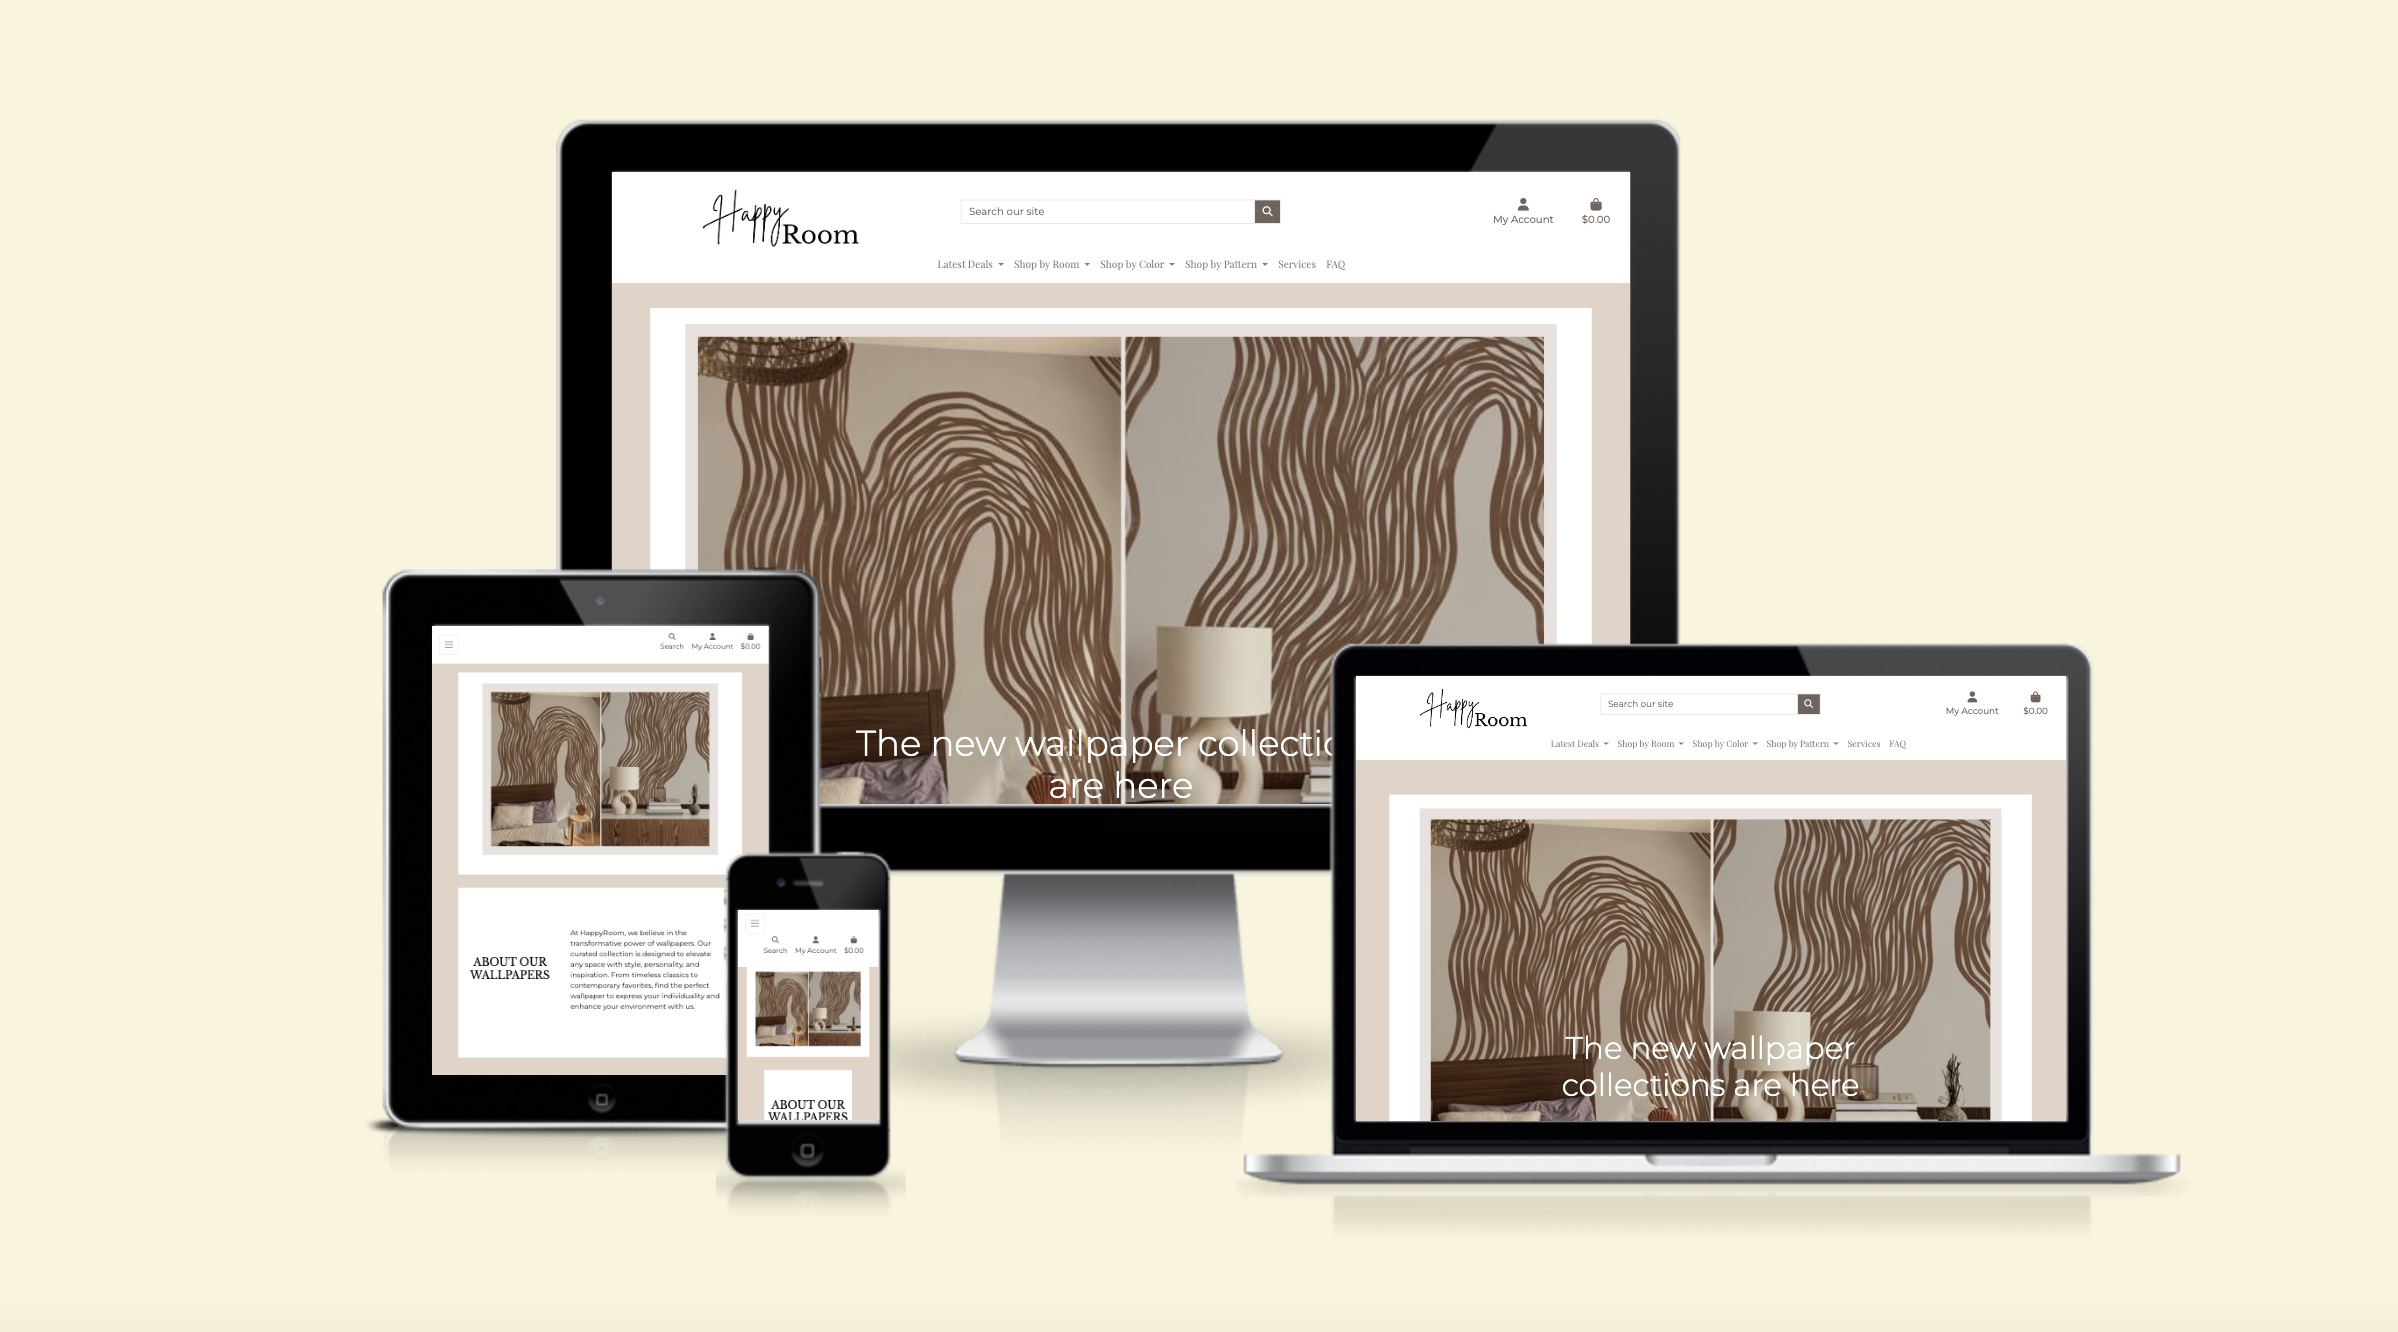 Happy
Room
Search our site
My Account
$0.00
Latest Deals
Shop by Room
Shop by Color
Shop by Pattern
Services
FAQ
The new wallpaper collectio
are here
Search
My Account
$0.00
ABOUT OUR
WALLPAPERS
At HappyRoom, we believe in the
transformative power of wallpapers. Our
curated collection is designed to elevate
any space with style, personality, and
inspiration. From timeless classics to
contemporary favorites, find the perfect
wallpaper to express your individuality and
enhance your environment with us.
Search
My Account
$0.00
ABOUT OUR
WALLPAPERS
Happy
Room
Search our site
My Account
$0.00
Latest Deals
Shop by Room
Shop by Color
Shop by Pattern
Services
FAQ
The new wallpaper
collections are here